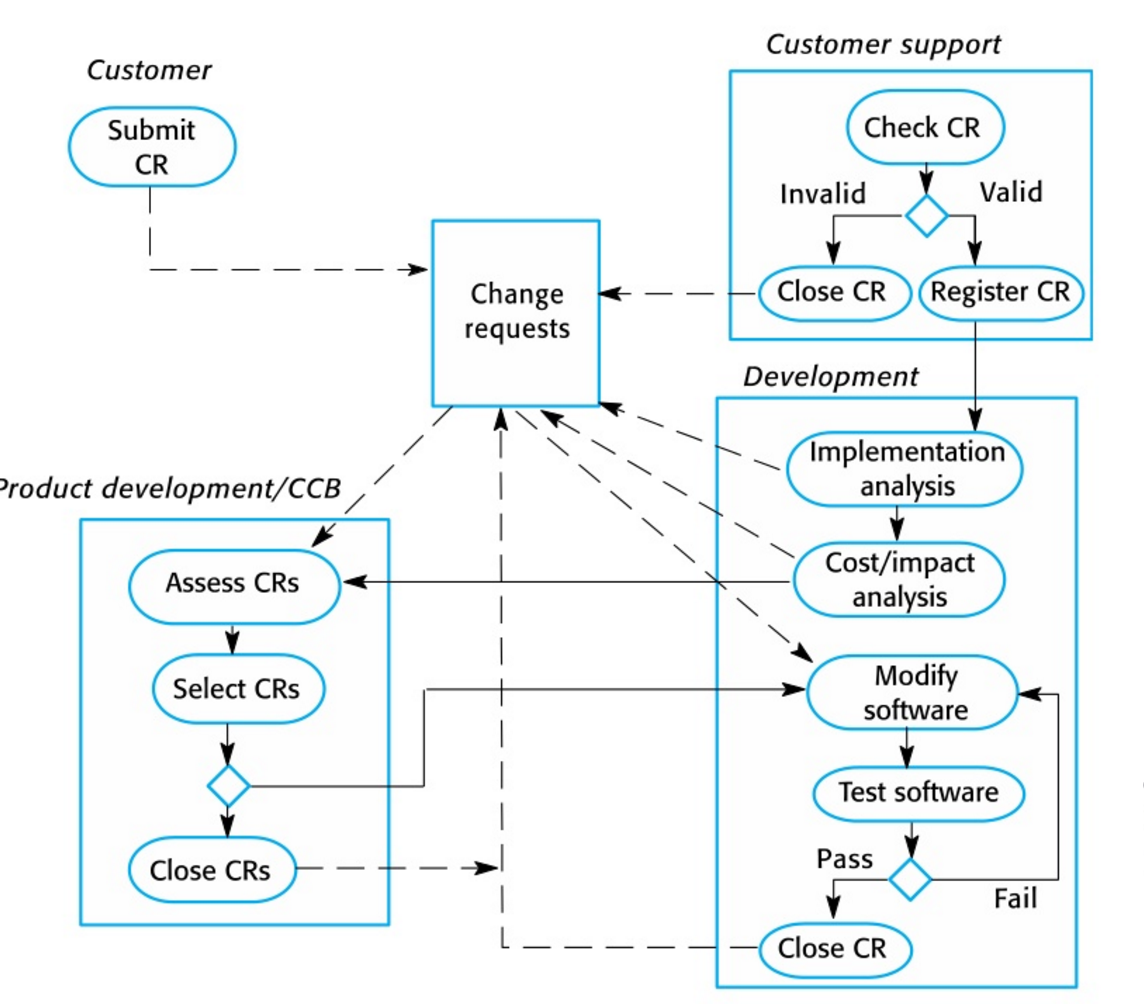 Customer
Submit
CR
Customer support
Check CR
Invalid
Valid
Close CR
Register CR
Change
requests
Development
Implementation
analysis
Cost/impact
analysis
Modify
software
Test software
Pass
Fail
Close CR
Product development/CCB
Assess CRs
Select CRs
Close CRs